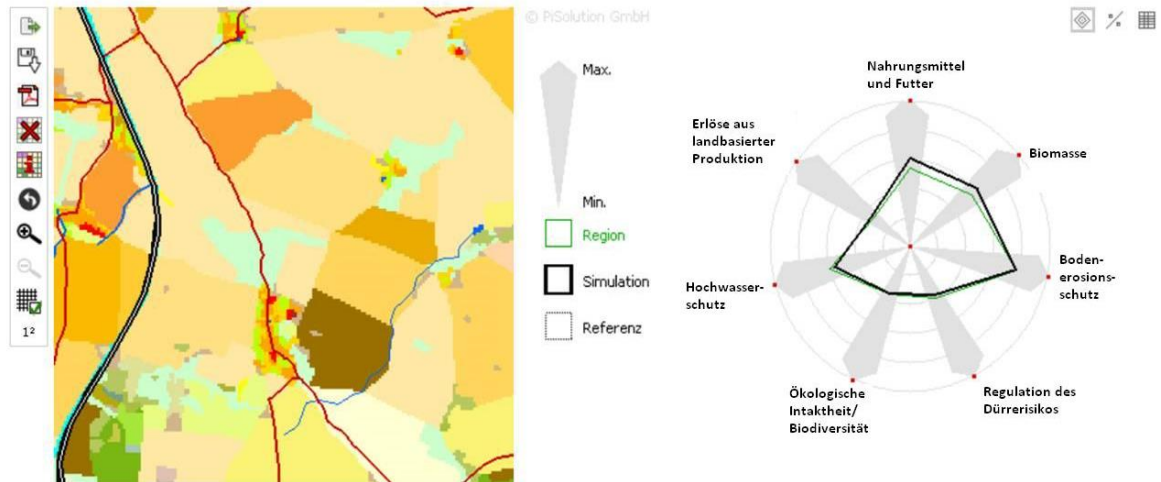 © PiSolution GmbH
Max.
Min.
Region
Simulation
Referenz
1²
Nahrungsmittel
und Futter
Biomasse
Boden-
erosions-
schutz
Regulation des
Dürrerisikos
Ökologische
Intaktheit/
Biodiversität
Hochwasser-
schutz
Erlöse aus
landbasierter
Produktion